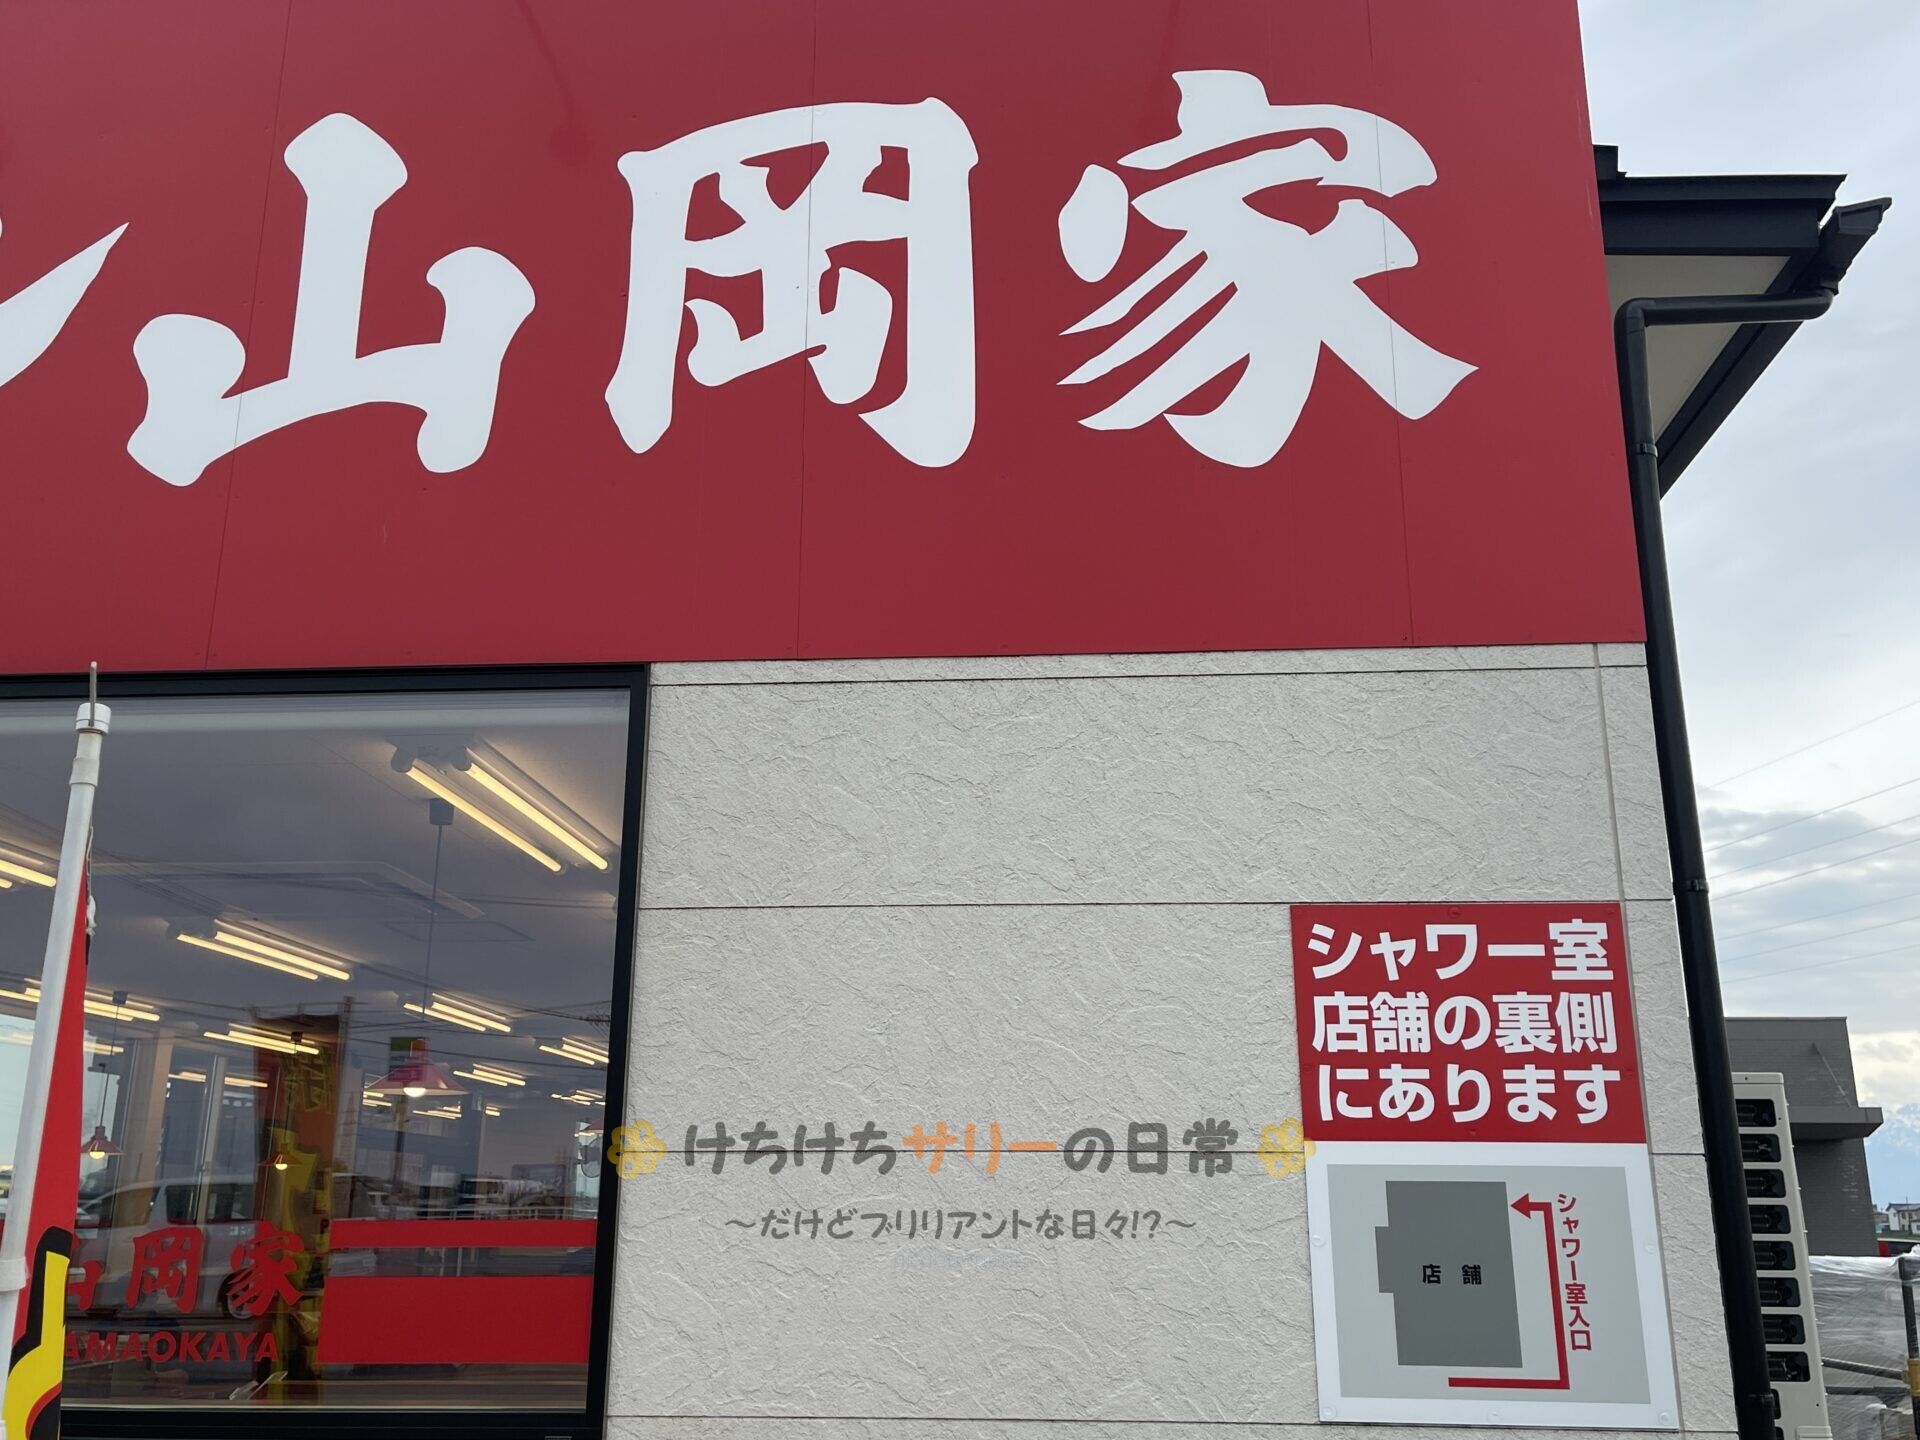 山岡家
シャワー室
店舗の裏側
にあります
けちけちサリーの日常
～だけどブリリアントな日々!?～
店舗
シャワー室入口
山岡家
AMAOKAYA